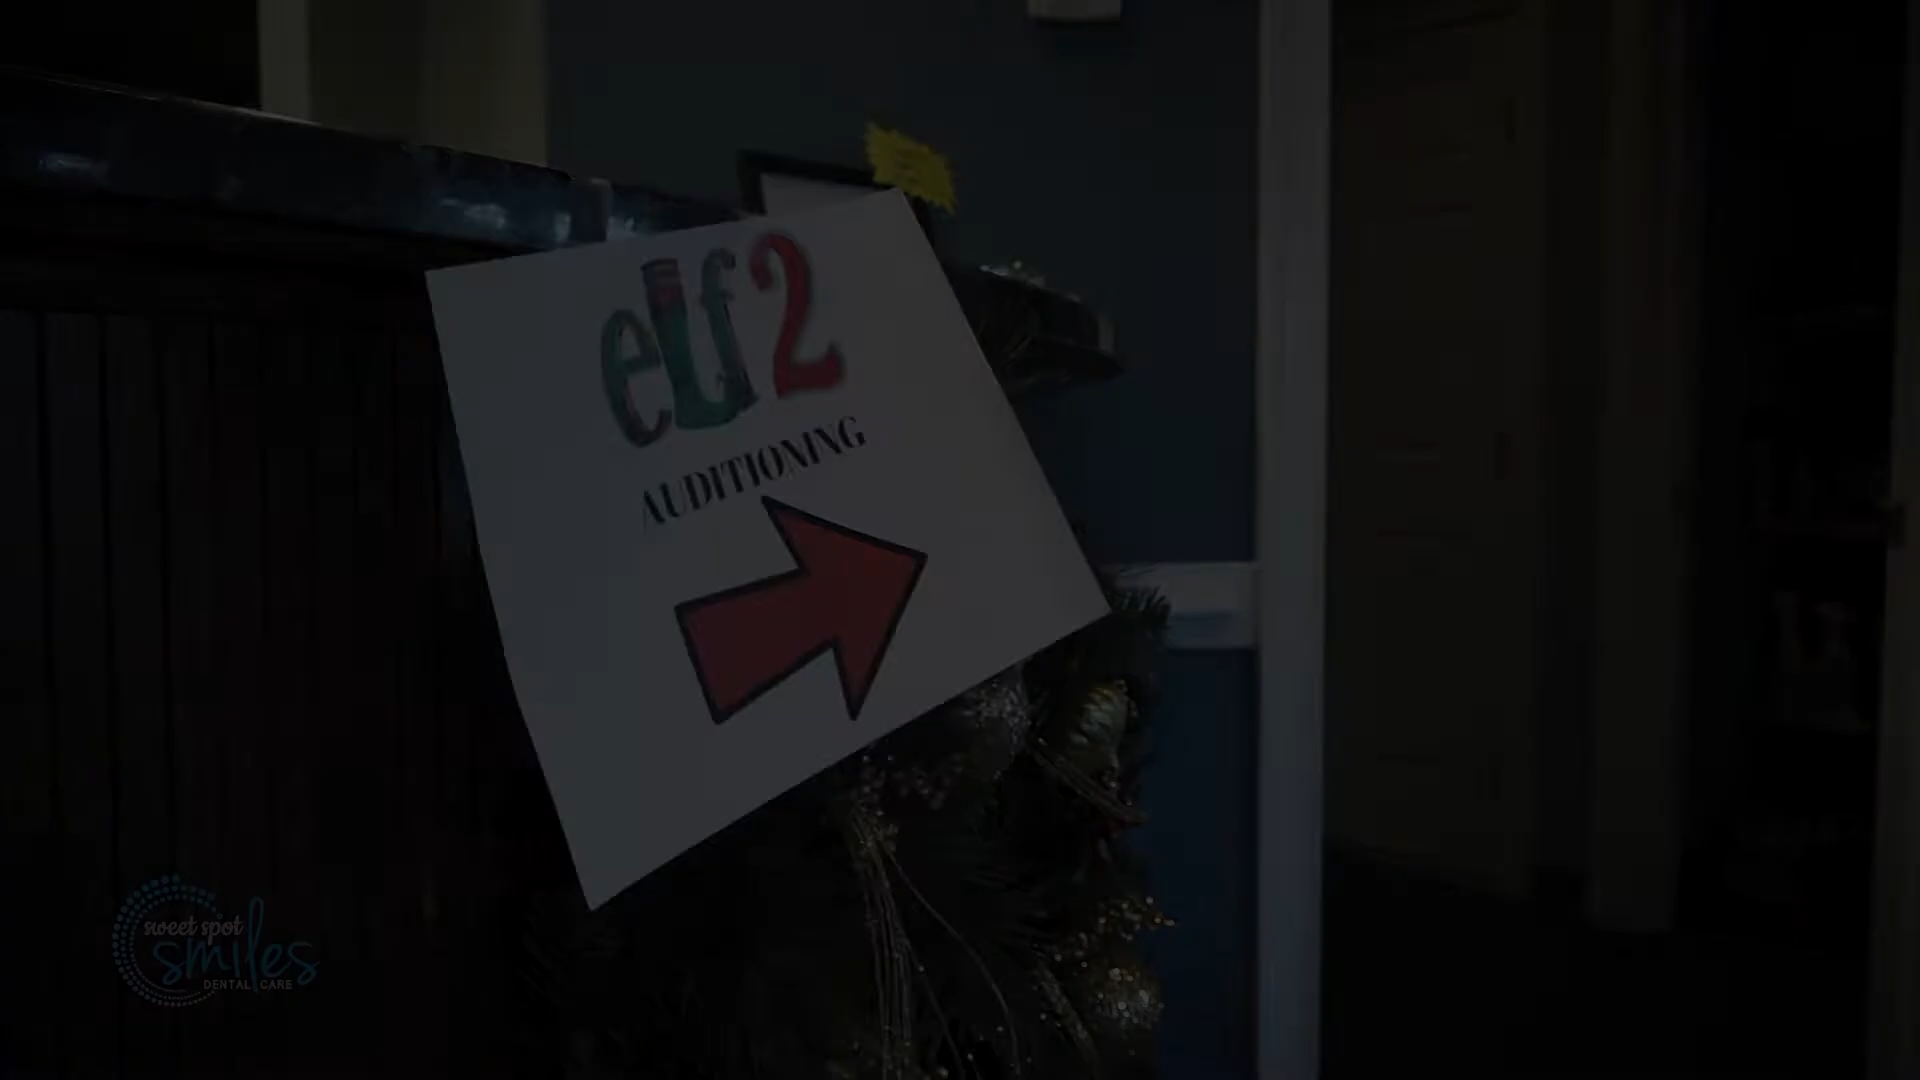 elf 2
AUDITIONING
sweet spot
smiles
DENTAL CARE